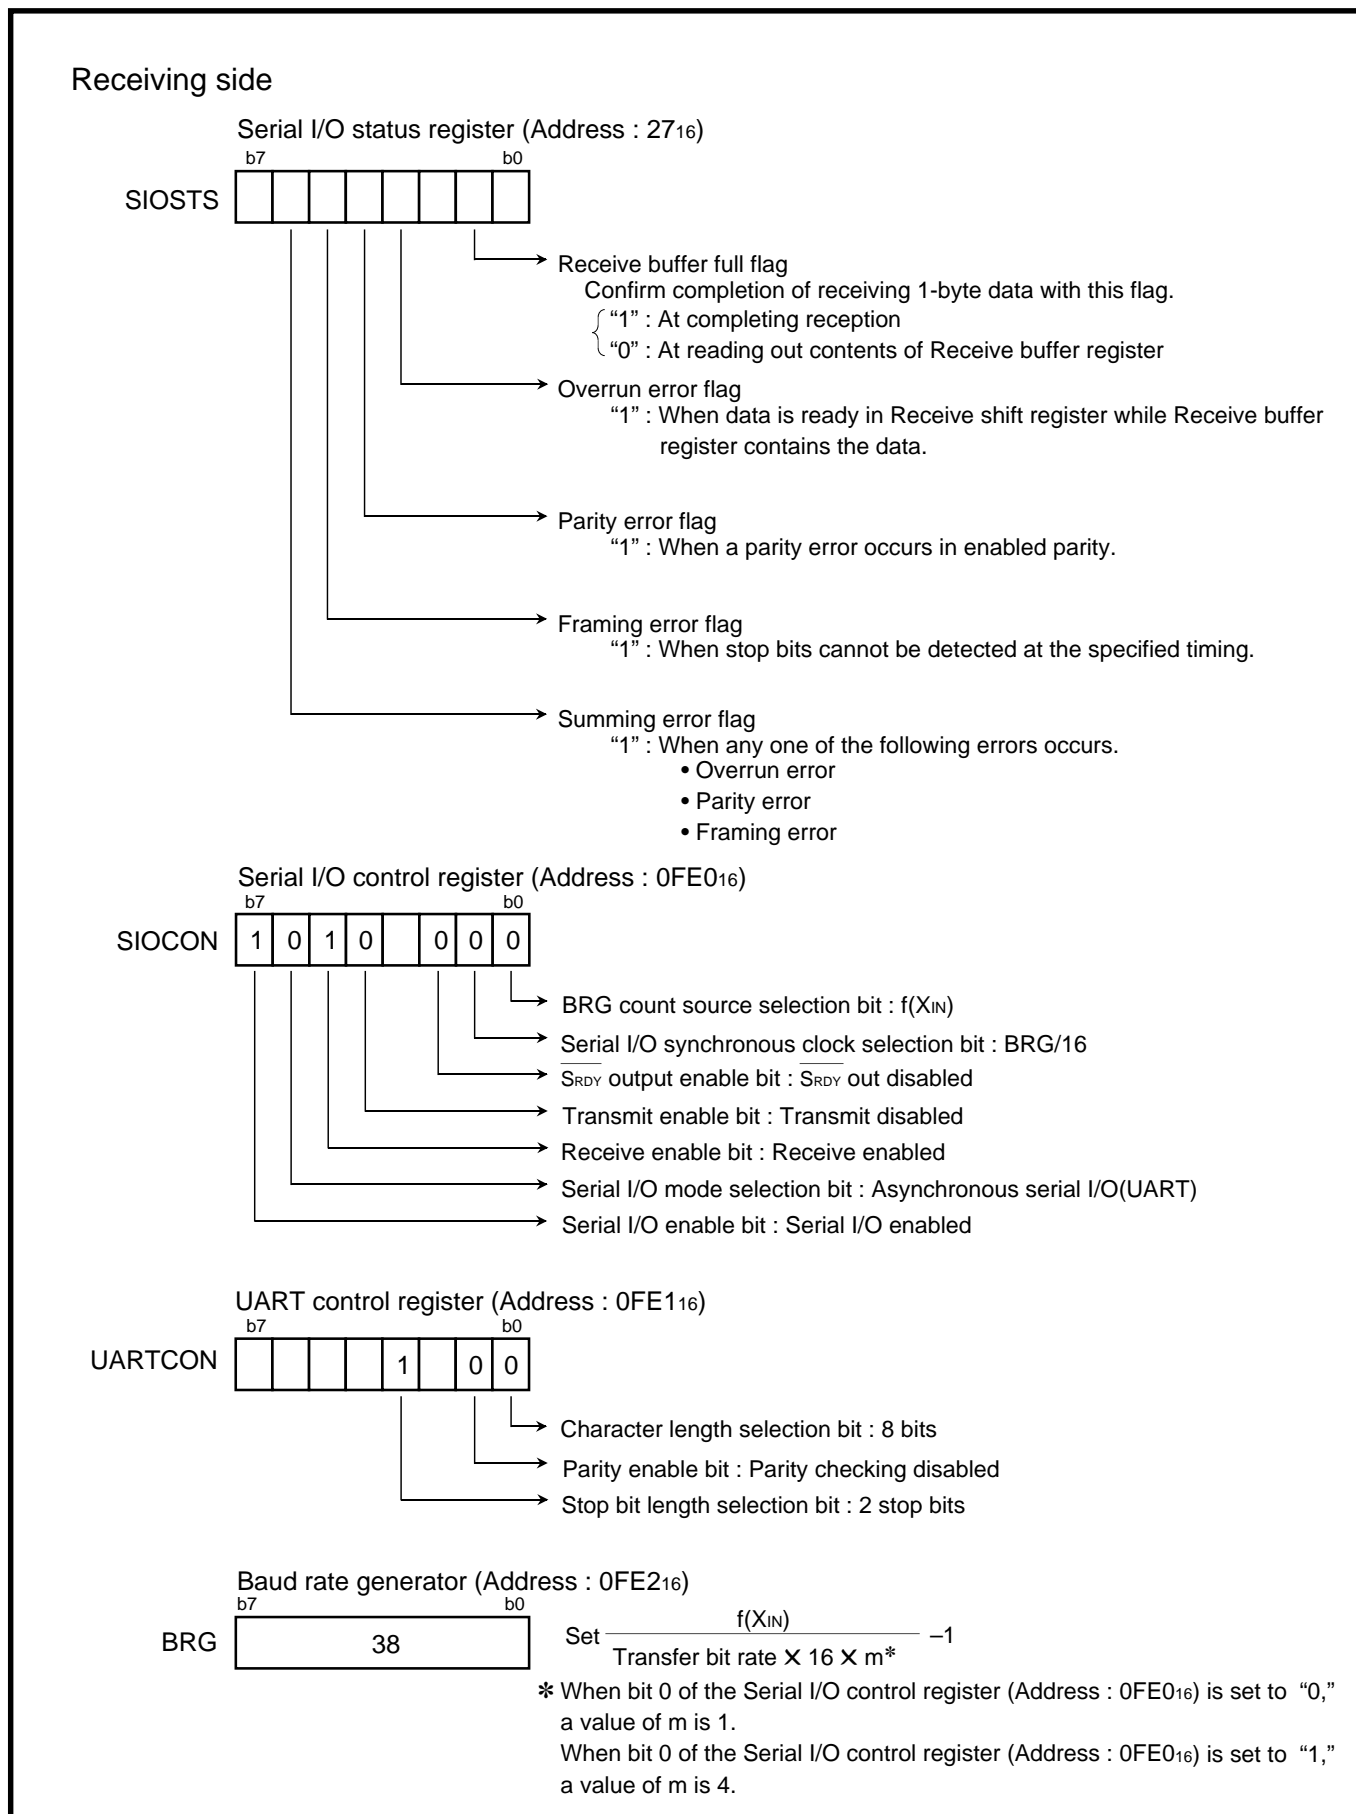 Receiving side
Serial I/O status register (Address : 2716)
b7 b0
SIOSTS
Receive buffer full flag
Confirm completion of receiving 1-byte data with this flag.
“1” : At completing reception
“0” : At reading out contents of Receive buffer register
Overrun error flag
“1” : When data is ready in Receive shift register while Receive buffer
register contains the data.
Parity error flag
“1” : When a parity error occurs in enabled parity.
Framing error flag
“1” : When stop bits cannot be detected at the specified timing.
Summing error flag
“1” : When any one of the following errors occurs.
• Overrun error
• Parity error
• Framing error
Serial I/O control register (Address : 0FE016)
b7 b0
SIOCON 1 0 1 0 0 0 0
BRG count source selection bit : f(XIN)
Serial I/O synchronous clock selection bit : BRG/16
SRDY output enable bit : SRDY out disabled
Transmit enable bit : Transmit disabled
Receive enable bit : Receive enabled
Serial I/O mode selection bit : Asynchronous serial I/O(UART)
Serial I/O enable bit : Serial I/O enabled
UART control register (Address : 0FE116)
b7 b0
UARTCON 1 0 0
Character length selection bit : 8 bits
Parity enable bit : Parity checking disabled
Stop bit length selection bit : 2 stop bits
Baud rate generator (Address : 0FE216)
b7 b0
BRG 38
Set f(XIN) –1
Transfer bit rate ✕ 16 ✕ m✻
✻ When bit 0 of the Serial I/O control register (Address : 0FE016) is set to “0,”
a value of m is 1.
When bit 0 of the Serial I/O control register (Address : 0FE016) is set to “1,”
a value of m is 4.